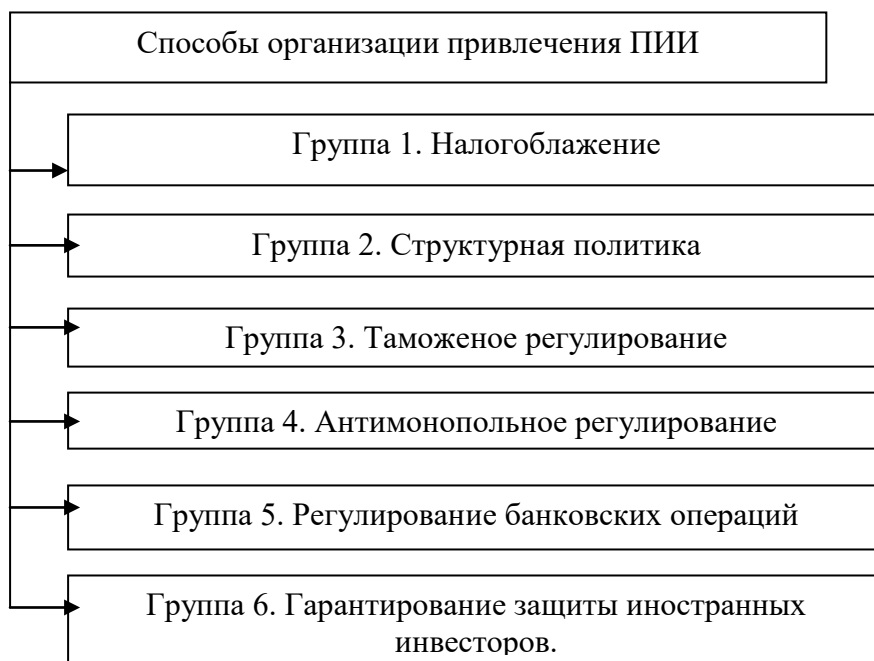 Способы организации привлечения ПИИ
Группа 1. Налогоблажение
Группа 2. Структурная политика
Группа 3. Таможеное регулирование
Группа 4. Антимонопольное регулирование
Группа 5. Регулирование банковских операций
Группа 6. Гарантирование защиты иностранных
инвесторов.